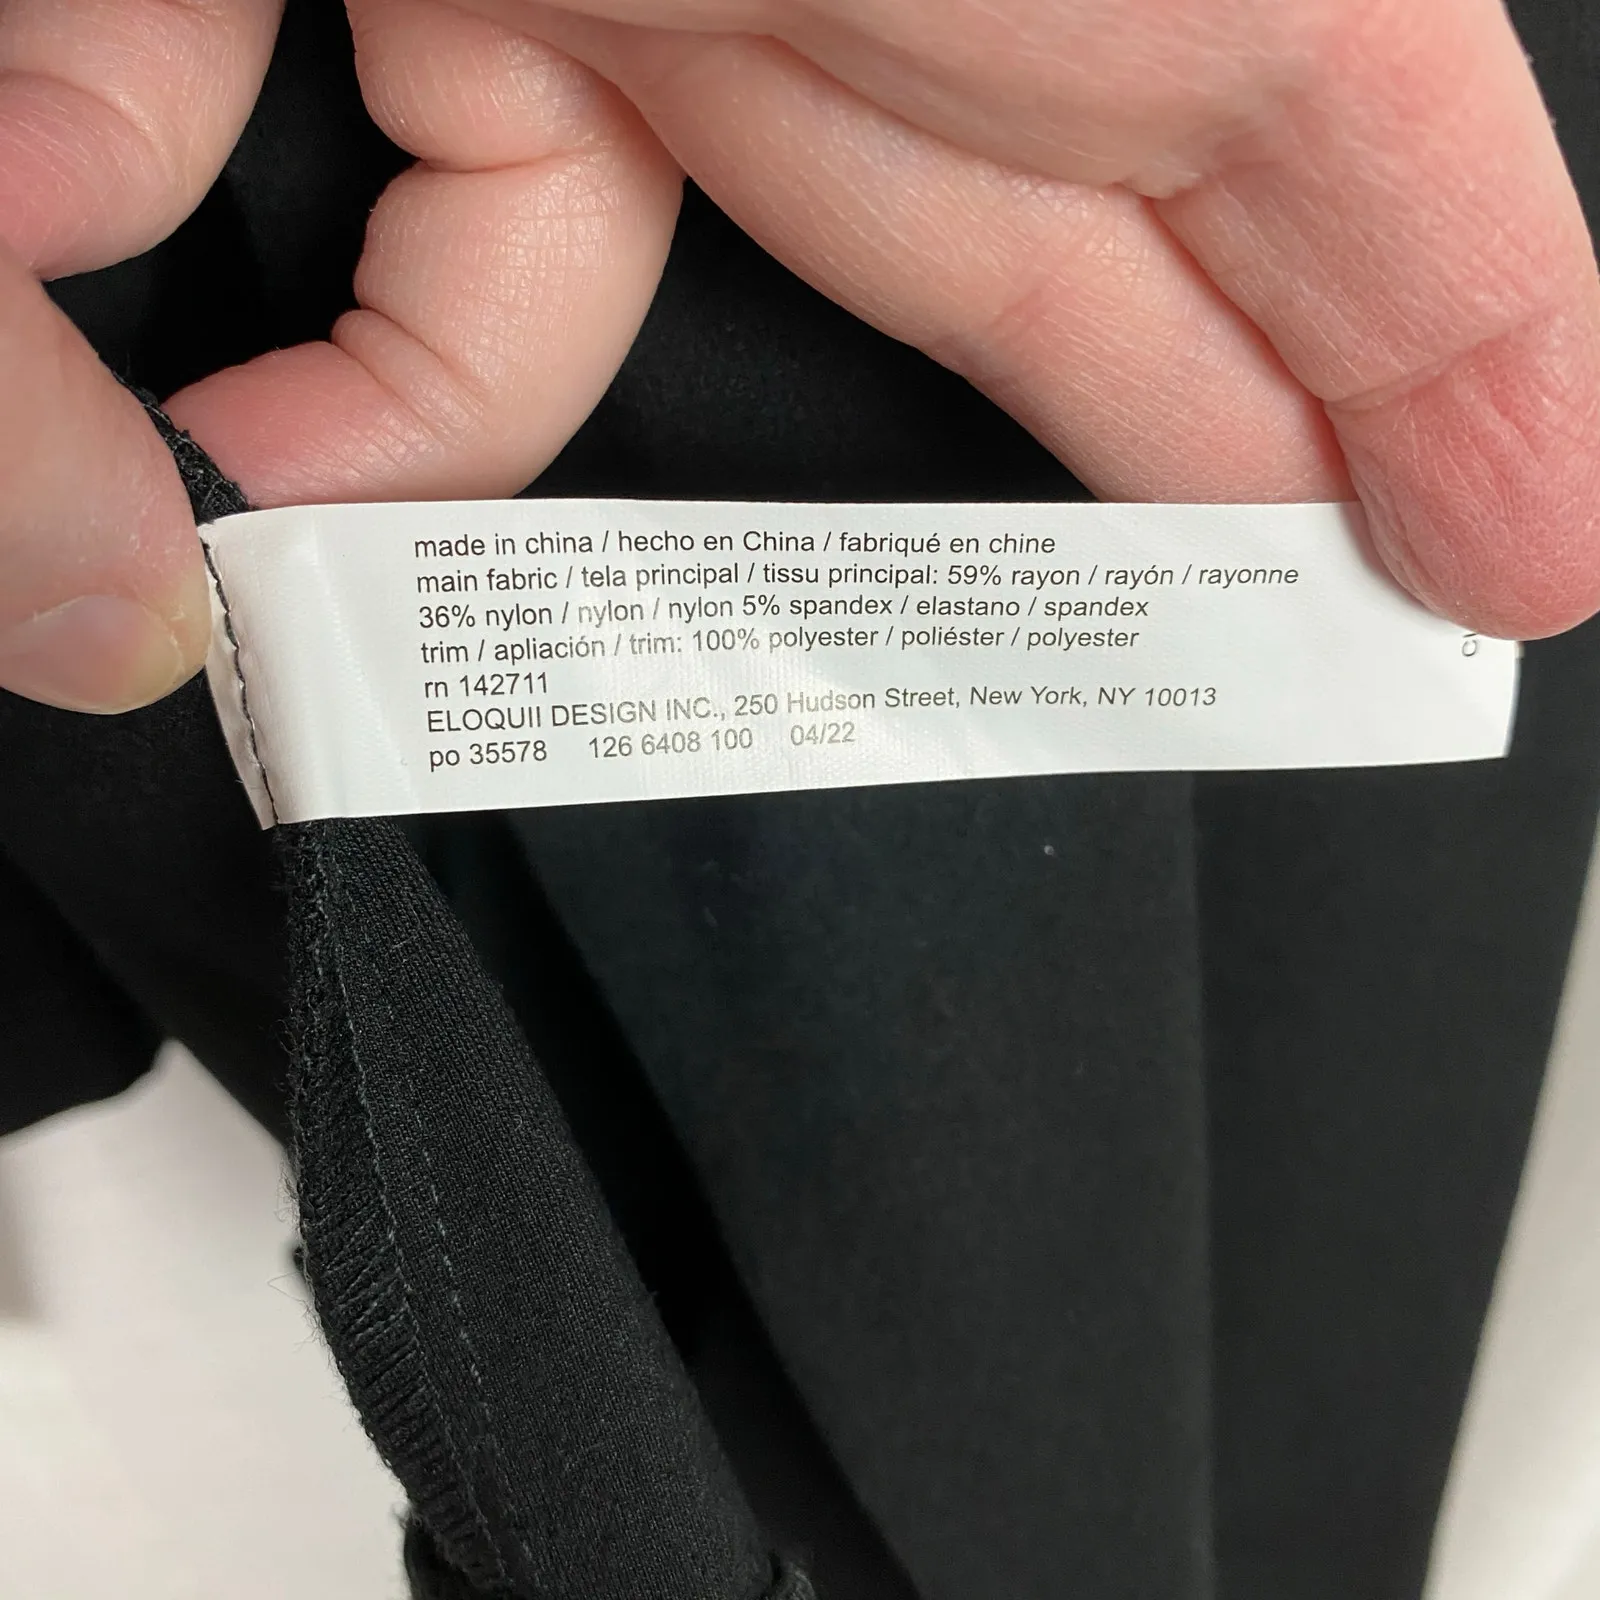 made in china / hecho en China / fabriqué en chine
main fabric / tela principal / tissu principal: 59% rayon / rayón / rayonne
36% nylon / nylon / nylon 5% spandex / elastano / spandex
trim / apliación / trim: 100% polyester / poliéster / polyester
rn 142711
ELOQUII DESIGN INC., 250 Hudson Street, New York, NY 10013
po 35578 126 6408 100 04/22